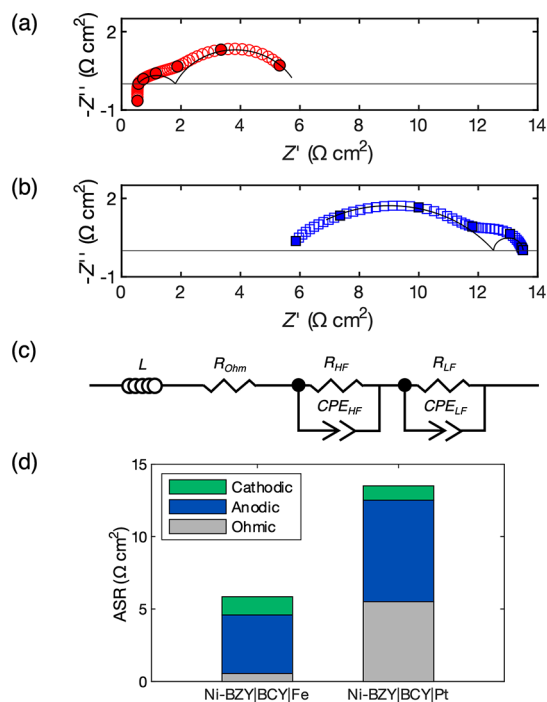 (a)
2
-Z'' (Ω cm²)
-1
0 2 4 6 8 10 12 14
Z' (Ω cm²)
(b)
2
-Z'' (Ω cm²)
-1
0 2 4 6 8 10 12 14
Z' (Ω cm²)
(c)
L R_Ohm R_HF R_LF
CPE_HF CPE_LF
(d)
15
10
5
0
ASR (Ω cm²)
Cathodic
Anodic
Ohmic
Ni-BZY|BCY|Fe Ni-BZY|BCY|Pt